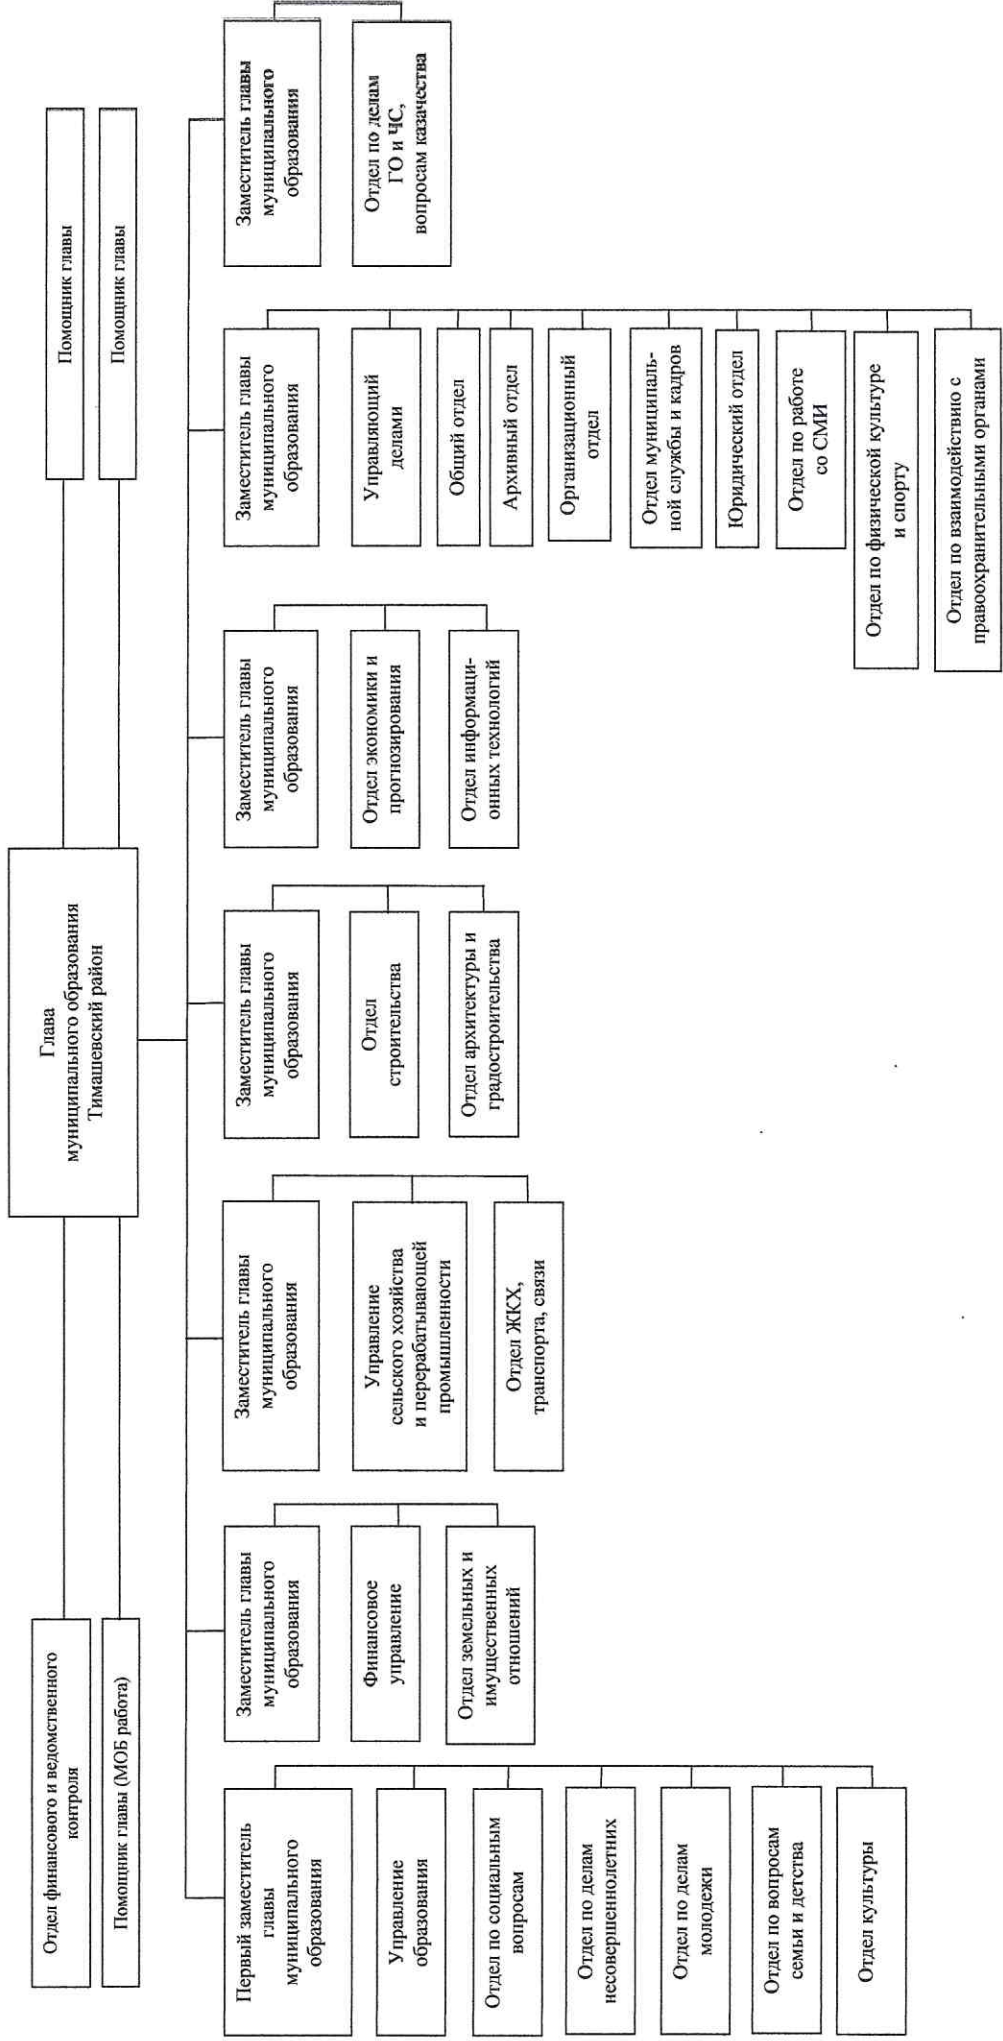 Глава
муниципального образования
Тимашевский район
Отдел финансового и ведомственного
контроля
Помощник главы (МОБ работа)
Помощник главы
Помощник главы
Первый заместитель
главы
муниципального
образования
Управление
образования
Отдел по социальным
вопросам
Отдел по делам
несовершеннолетних
Отдел по делам
молодежи
Отдел по вопросам
семьи и детства
Отдел культуры
Заместитель главы
муниципального
образования
Финансовое
управление
Отдел земельных и
имущественных
отношений
Заместитель главы
муниципального
образования
Управление
сельского хозяйства
и перерабатывающей
промышленности
Отдел ЖКХ,
транспорта, связи
Заместитель главы
муниципального
образования
Отдел
строительства
Отдел архитектуры и
градостроительства
Заместитель главы
муниципального
образования
Отдел экономики и
прогнозирования
Отдел информаци-
онных технологий
Заместитель главы
муниципального
образования
Управляющий
делами
Общий отдел
Архивный отдел
Организационный
отдел
Отдел муниципаль-
ной службы и кадров
Юридический отдел
Отдел по работе
со СМИ
Отдел по физической культуре
и спорту
Отдел по взаимодействию с
правоохранительными органами
Заместитель главы
муниципального
образования
Отдел по делам
ГО и ЧС,
вопросам казачества